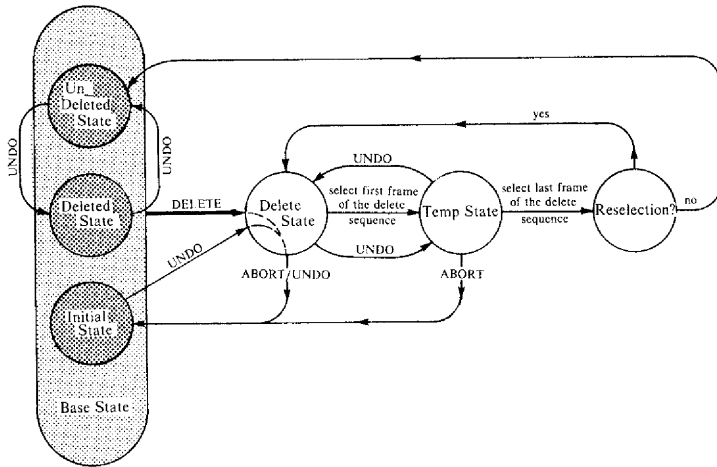 Un_
Deleted
State
UNDO
UNDO
Deleted
State
DELETE
UNDO
Initial
State
Base State
Delete
State
ABORT/UNDO
UNDO
select first frame
of the delete
sequence
UNDO
Temp State
ABORT
select last frame
of the delete
sequence
yes
Reselection?
no